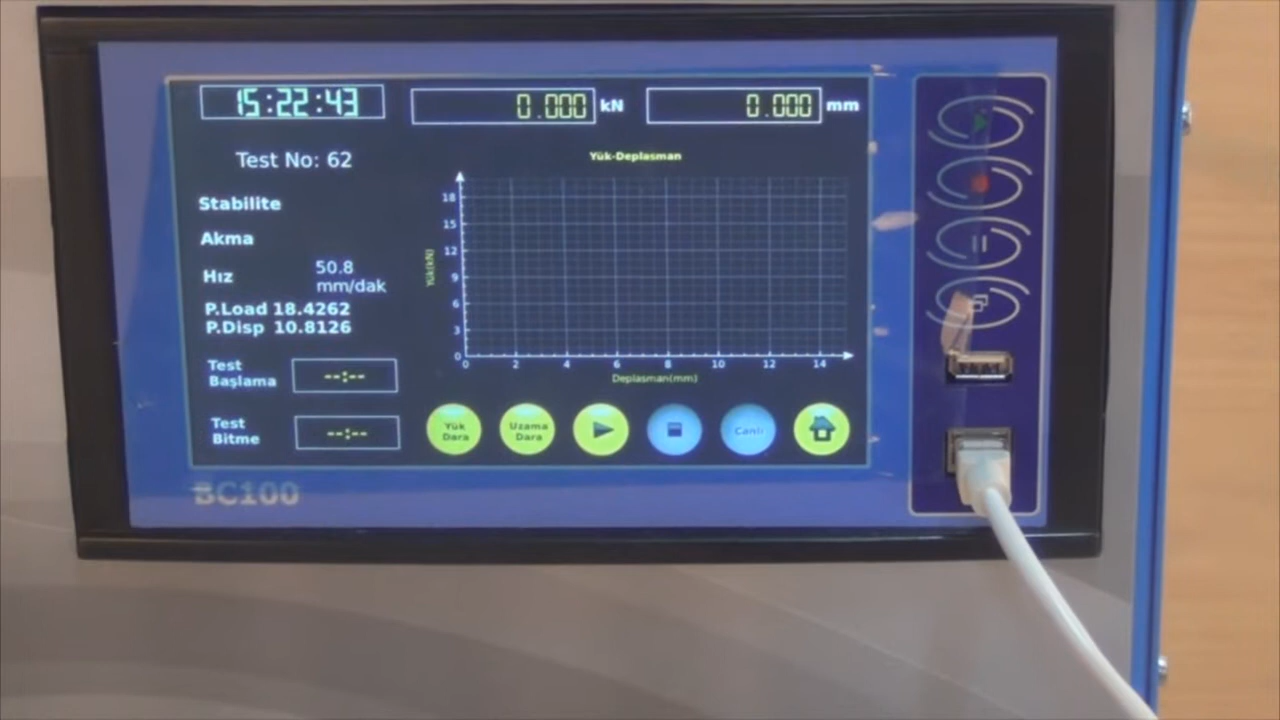 15:22:43
0.000 kN
0.000 mm
Test No: 62
Yük-Deplasman
Stabilite
Akma
Hız 50.8
mm/dak
P.Load 18.4262
P.Disp 10.8126
Test
Başlama
--:--
Test
Bitme
--:--
Yük(kN)
18
15
12
9
6
3
0
0 2 4 6 8 10 12 14
Deplasman(mm)
Yük
Dara
Uzama
Dara
Canlı
BC100